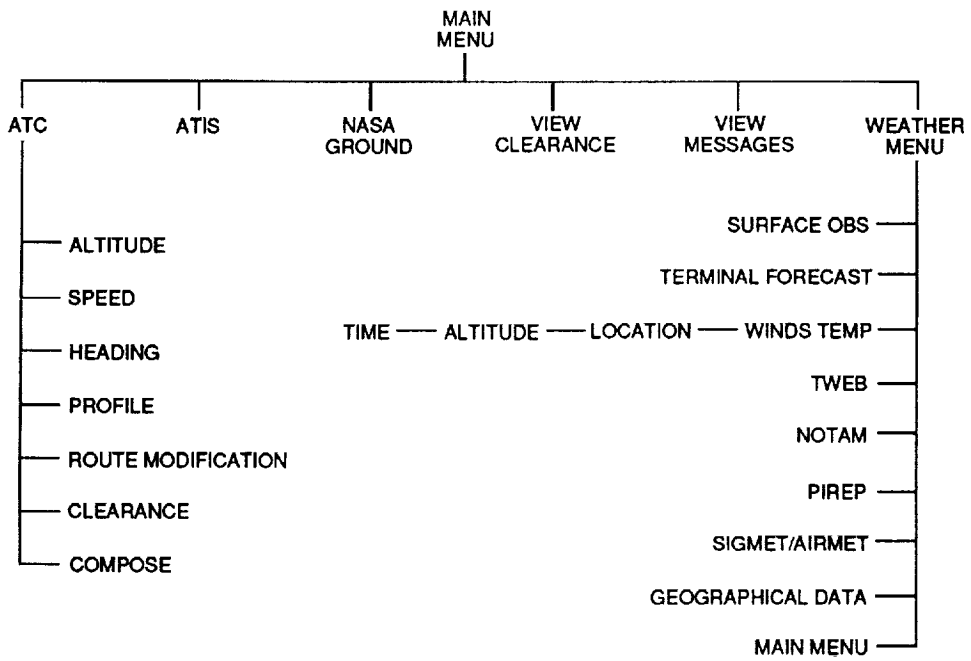 MAIN
MENU
ATC
ATIS
NASA
GROUND
VIEW
CLEARANCE
VIEW
MESSAGES
WEATHER
MENU
ALTITUDE
SPEED
HEADING
PROFILE
ROUTE MODIFICATION
CLEARANCE
COMPOSE
SURFACE OBS
TERMINAL FORECAST
TIME ALTITUDE LOCATION WINDS TEMP
TWEB
NOTAM
PIREP
SIGMET/AIRMET
GEOGRAPHICAL DATA
MAIN MENU